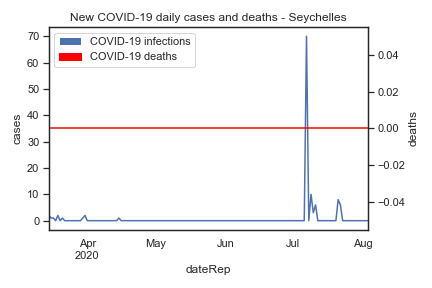 New COVID-19 daily cases and deaths - Seychelles
COVID-19 infections
COVID-19 deaths
70
60
50
40
30
20
10
0
cases
0.04
0.02
0.00
−0.02
−0.04
deaths
Apr May Jun Jul Aug
2020
dateRep